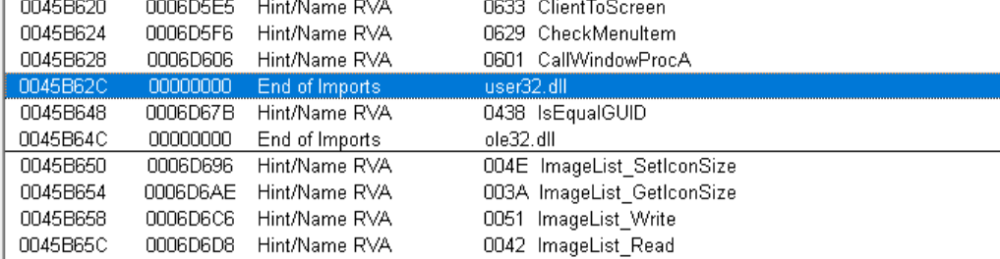 0045B620 0006D5E5 Hint/Name RVA 0633 ClientToScreen
0045B624 0006D5F6 Hint/Name RVA 0629 CheckMenuItem
0045B628 0006D606 Hint/Name RVA 0601 CallWindowProcA
0045B62C 00000000 End of Imports user32.dll
0045B648 0006D67B Hint/Name RVA 0438 IsEqualGUID
0045B64C 00000000 End of Imports ole32.dll
0045B650 0006D696 Hint/Name RVA 004E ImageList_SetIconSize
0045B654 0006D6AE Hint/Name RVA 003A ImageList_GetIconSize
0045B658 0006D6C6 Hint/Name RVA 0051 ImageList_Write
0045B65C 0006D6D8 Hint/Name RVA 0042 ImageList_Read